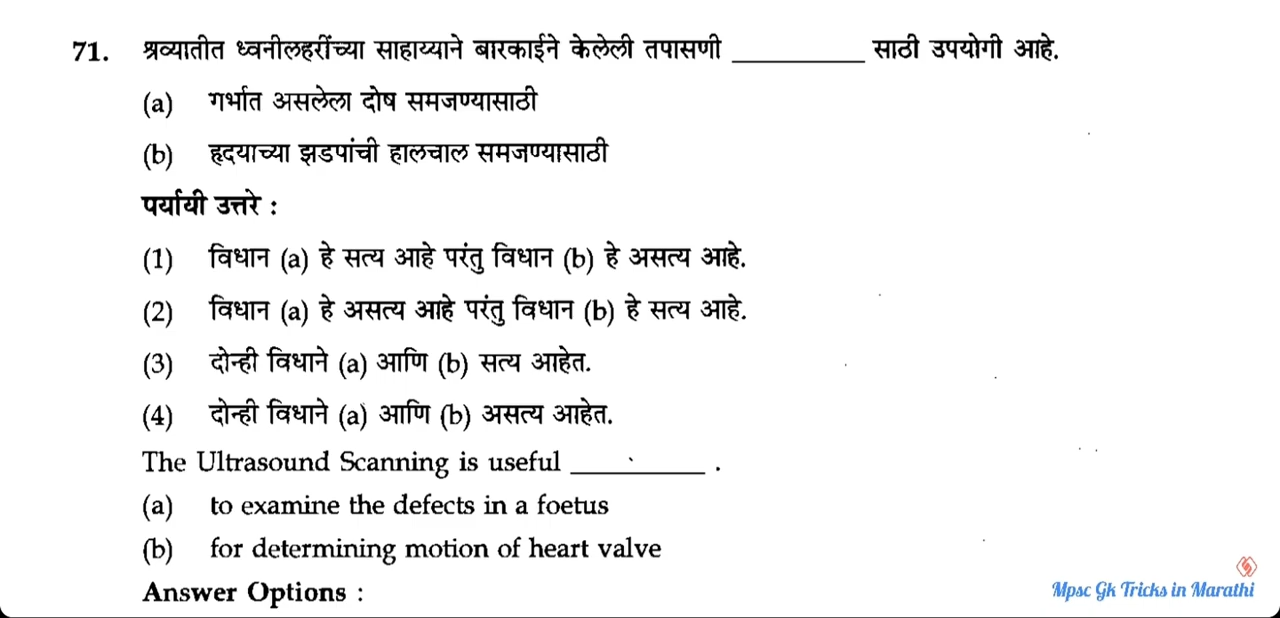 71. श्रव्यातीत ध्वनीलहरींच्या साहाय्याने बारकाईने केलेली तपासणी __________ साठी उपयोगी आहे.
(a) गर्भात असलेला दोष समजण्यासाठी
(b) हृदयाच्या झडपांची हालचाल समजण्यासाठी
पर्यायी उत्तरे :
(1) विधान (a) हे सत्य आहे परंतु विधान (b) हे असत्य आहे.
(2) विधान (a) हे असत्य आहे परंतु विधान (b) हे सत्य आहे.
(3) दोन्ही विधाने (a) आणि (b) सत्य आहेत.
(4) दोन्ही विधाने (a) आणि (b) असत्य आहेत.
The Ultrasound Scanning is useful __________ .
(a) to examine the defects in a foetus
(b) for determining motion of heart valve
Answer Options :
Mpsc Gk Tricks in Marathi